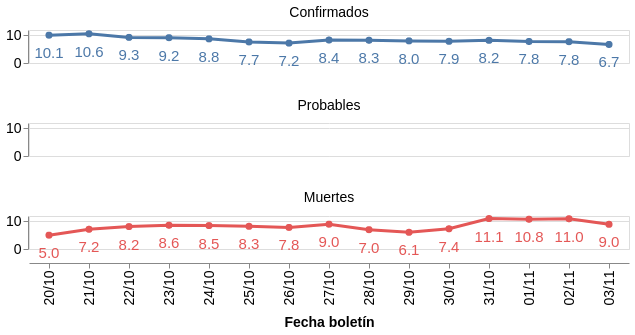 Confirmados
10
0
10.1 10.6 9.3 9.2 8.8 7.7 7.2 8.4 8.3 8.0 7.9 8.2 7.8 7.8 6.7
Probables
10
0
Muertes
10
0
5.0 7.2 8.2 8.6 8.5 8.3 7.8 9.0 7.0 6.1 7.4 11.1 10.8 11.0 9.0
20/10 21/10 22/10 23/10 24/10 25/10 26/10 27/10 28/10 29/10 30/10 31/10 01/11 02/11 03/11
Fecha boletín